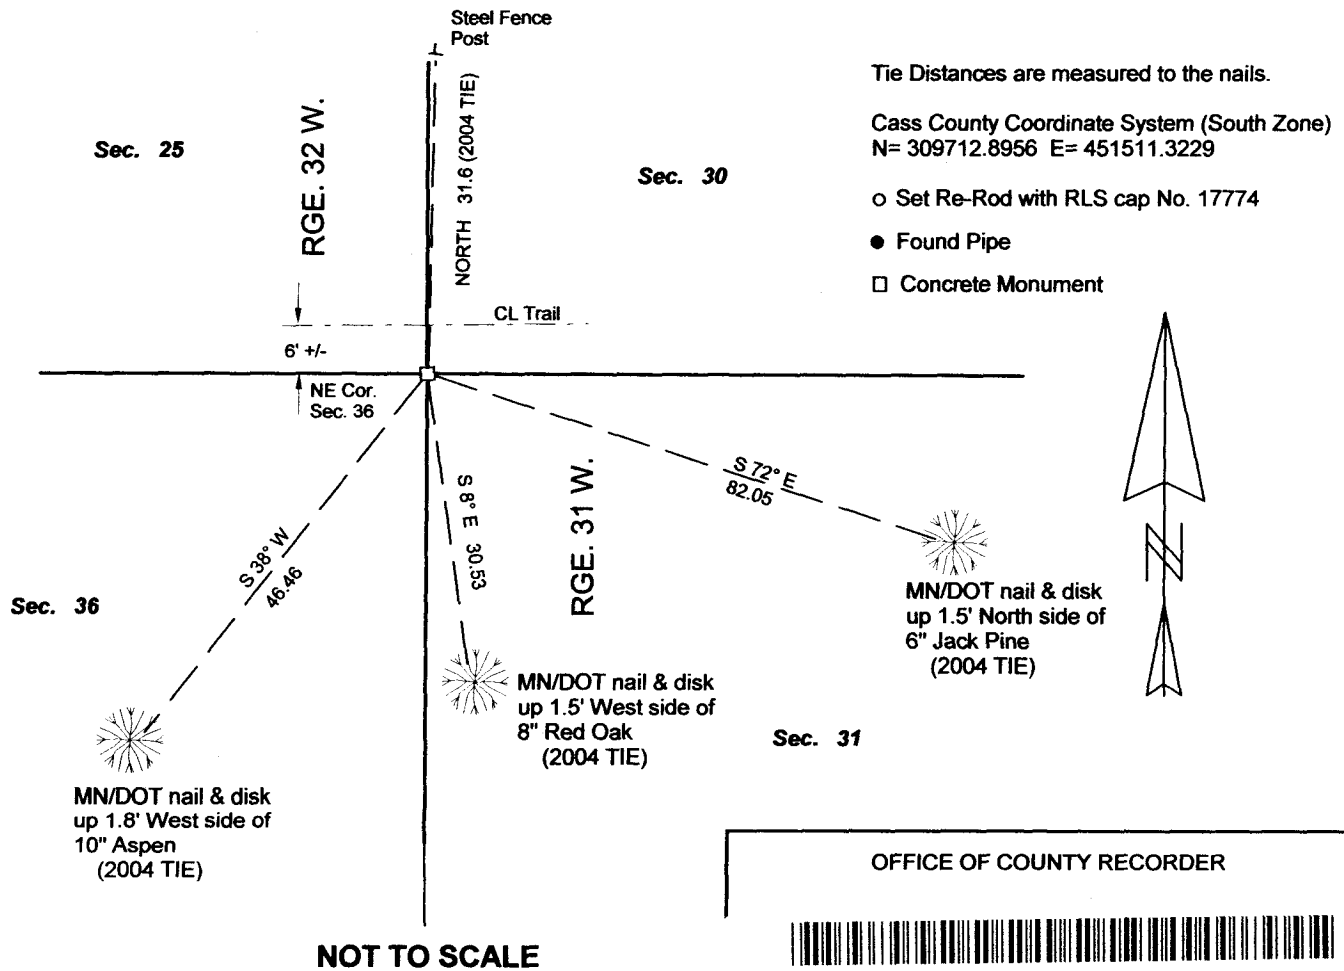 Steel Fence
Post
Tie Distances are measured to the nails.
Cass County Coordinate System (South Zone)
N= 309712.8956 E= 451511.3229
Set Re-Rod with RLS cap No. 17774
Found Pipe
Concrete Monument
Sec. 25
RGE. 32 W.
NORTH 31.6 (2004 TIE)
Sec. 30
CL Trail
6' +/-
NE Cor.
Sec. 36
S 72° E
82.05
S 8° E 30.53
RGE. 31 W.
S 38° W
46.46
Sec. 36
N
MN/DOT nail & disk
up 1.5' North side of
6" Jack Pine
(2004 TIE)
MN/DOT nail & disk
up 1.5' West side of
8" Red Oak
(2004 TIE)
Sec. 31
MN/DOT nail & disk
up 1.8' West side of
10" Aspen
(2004 TIE)
OFFICE OF COUNTY RECORDER
NOT TO SCALE